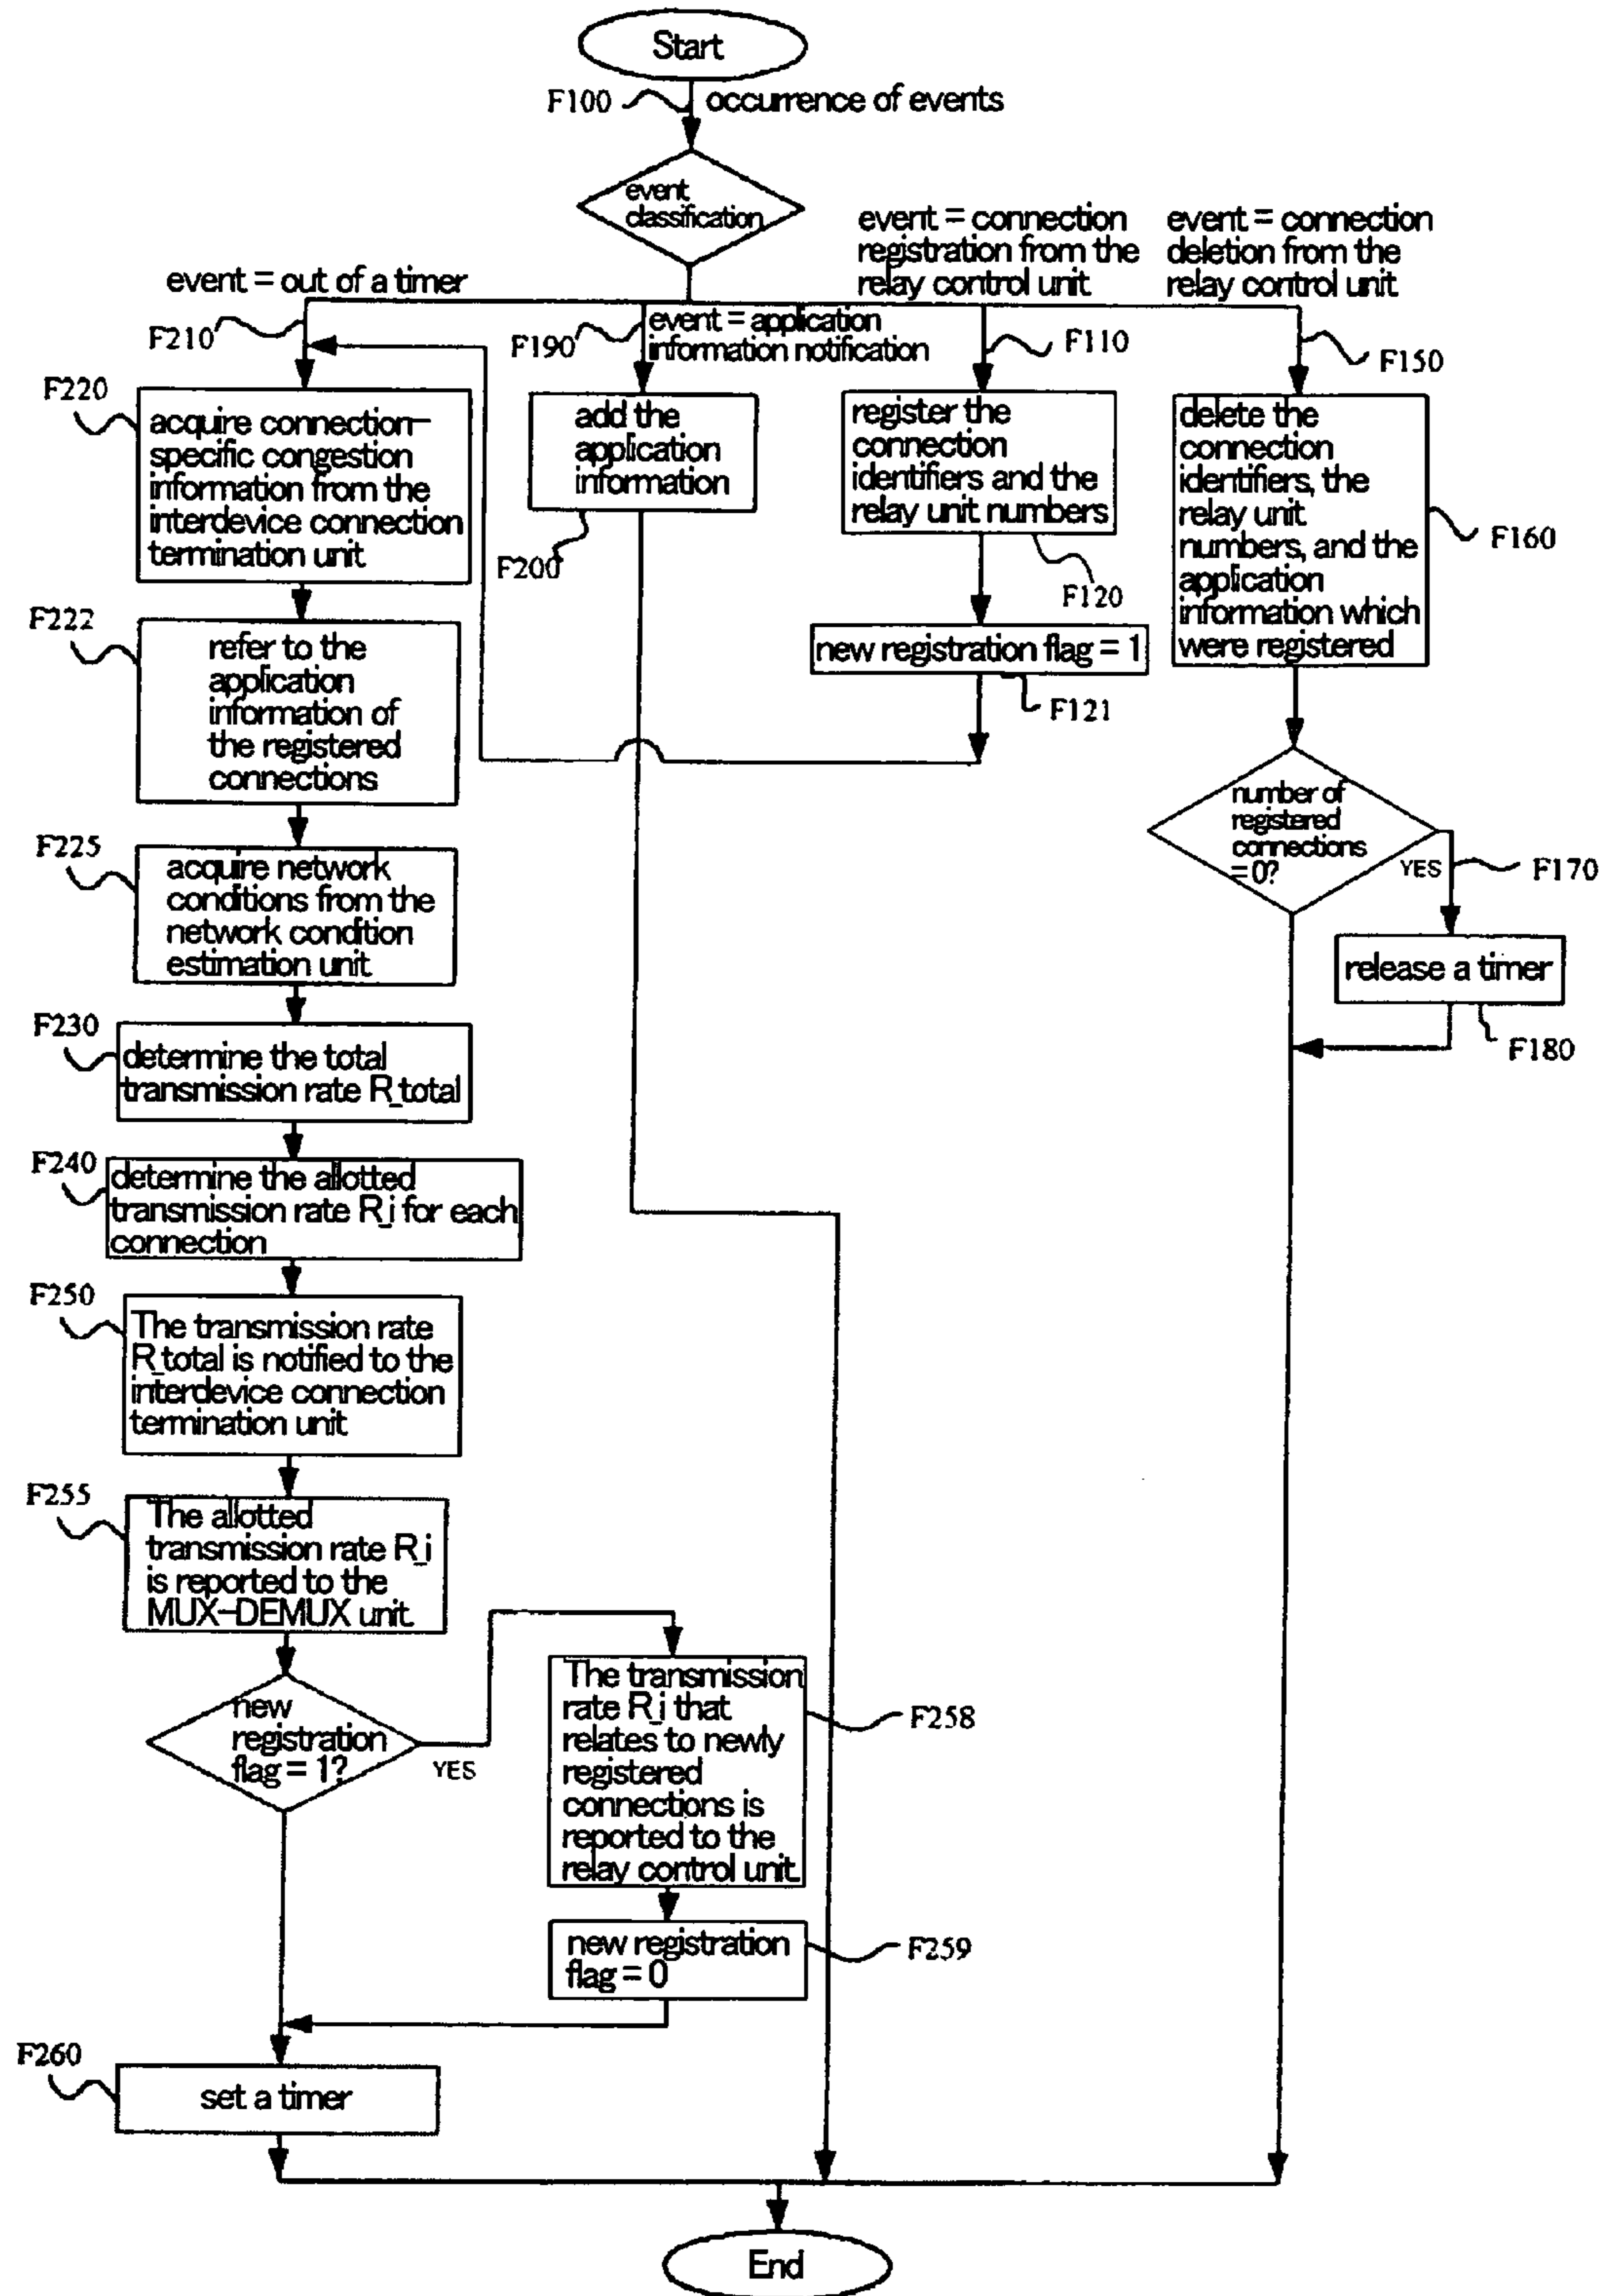 Start
F100
occurrence of events
event
classification
event = connection
registration from the
relay control unit
event = connection
deletion from the
relay control unit
event = out of a timer
F210
F190
event = application
information notification
F110
F150
F220
acquire connection-
specific congestion
information from the
interdevice connection
termination unit
add the
application
information
F200
register the
connection
identifiers and the
relay unit numbers
F120
delete the
connection
identifiers, the
relay unit
numbers, and the
application
information which
were registered
F160
F222
refer to the
application
information of
the registered
connections
new registration flag = 1
F121
number of
registered
connections
= 0?
YES
F170
F225
acquire network
conditions from the
network condition
estimation unit
release a timer
F180
F230
determine the total
transmission rate R_total
F240
determine the allotted
transmission rate R_i for each
connection
F250
The transmission rate
R_total is notified to the
interdevice connection
termination unit
F255
The allotted
transmission rate R_i
is reported to the
MUX-DEMUX unit.
new
registration
flag = 1?
YES
The transmission
rate R_i that
relates to newly
registered
connections is
reported to the
relay control unit.
F258
new registration
flag = 0
F259
F260
set a timer
End